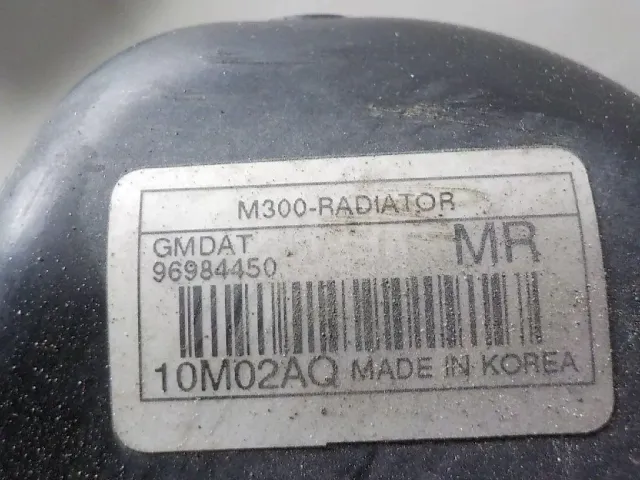 M300-RADIATOR
GMDAT MR
96984450
10M02AQ MADE IN KOREA